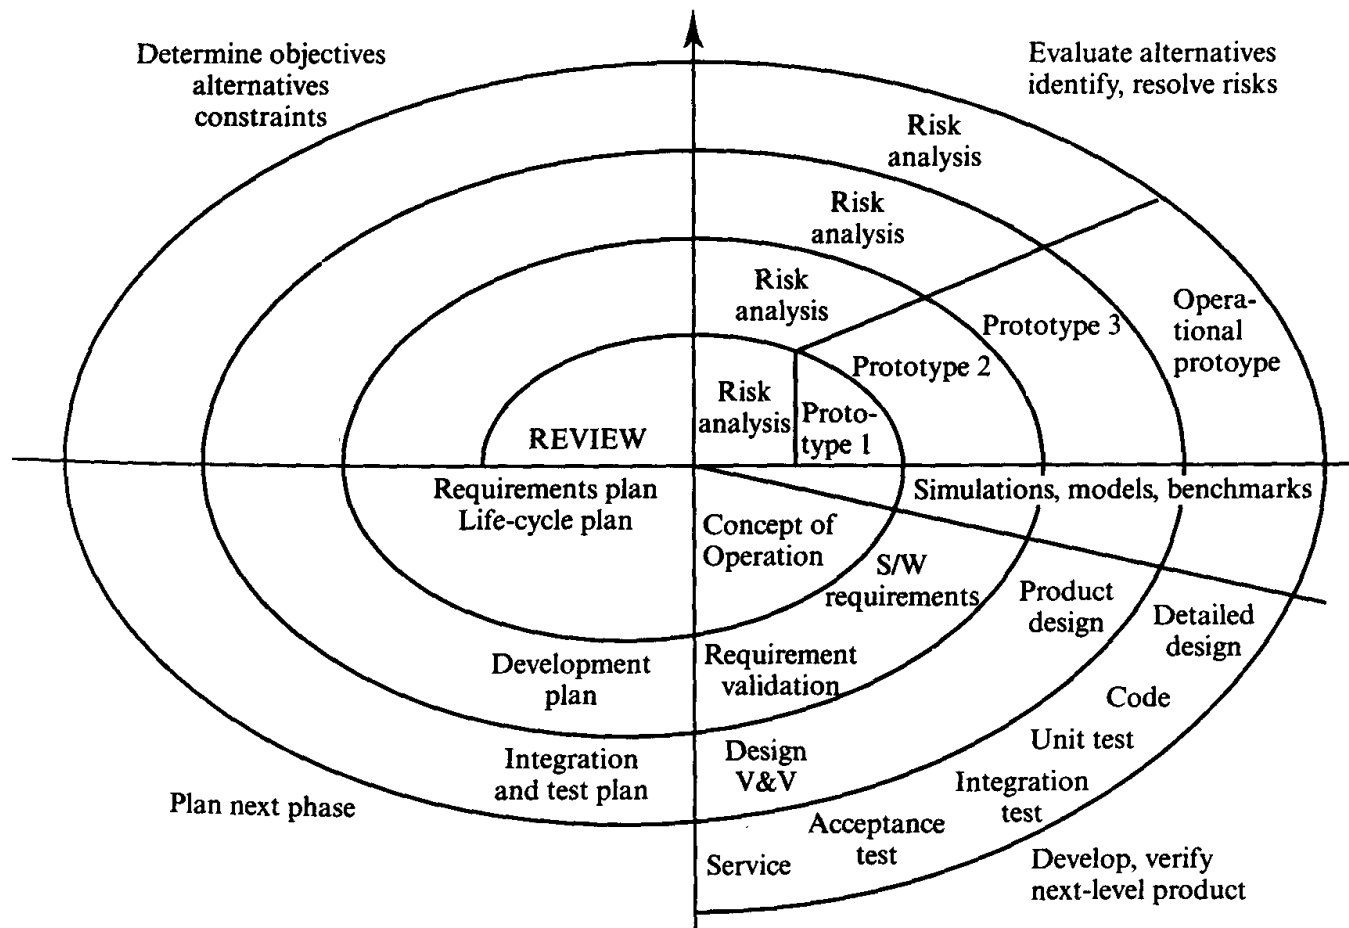 Determine objectives
alternatives
constraints
Evaluate alternatives
identify, resolve risks
Risk
analysis
Risk
analysis
Risk
analysis
Opera-
tional
protoype
Prototype 3
Prototype 2
Risk
analysis
Proto-
type 1
REVIEW
Requirements plan
Life-cycle plan
Simulations, models, benchmarks
Concept of
Operation
S/W
requirements
Product
design
Detailed
design
Development
plan
Requirement
validation
Code
Unit test
Integration
and test plan
Design
V&V
Integration
test
Plan next phase
Acceptance
test
Service
Develop, verify
next-level product